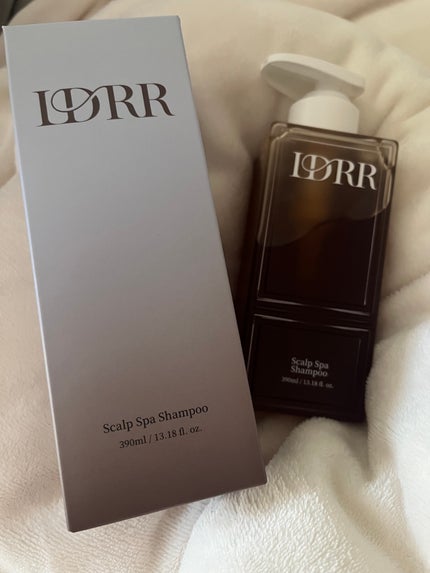 IDRR
Scalp Spa Shampoo
390ml / 13.18 fl. oz.
IDRR
Scalp Spa
Shampoo
390ml / 13.18 fl. oz.